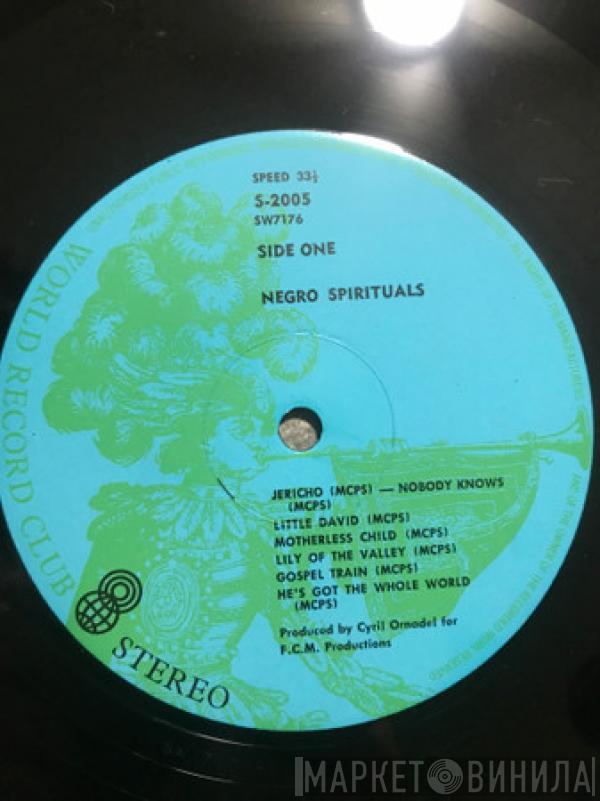 SPEED 33⅓
S-2005
SW7176
SIDE ONE
NEGRO SPIRITUALS
WORLD RECORD CLUB
JERICHO (MCPS) — NOBODY KNOWS
(MCPS)
LITTLE DAVID (MCPS)
MOTHERLESS CHILD (MCPS)
LILY OF THE VALLEY (MCPS)
GOSPEL TRAIN (MCPS)
HE'S GOT THE WHOLE WORLD
(MCPS)
Produced by Cyril Ornadel for
F.C.M. Productions
STEREO
МАРКЕТ ВИНИЛА